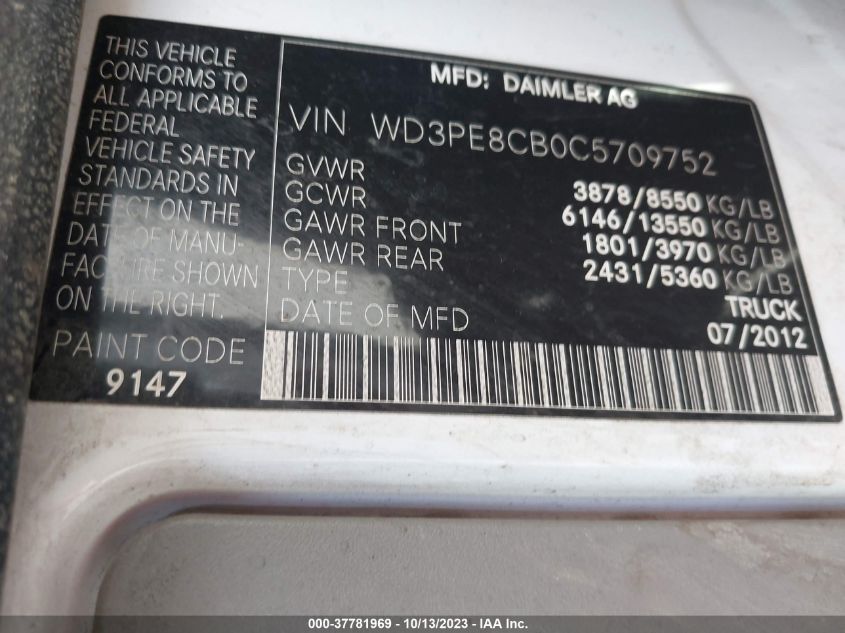 THIS VEHICLE
CONFORMS TO
ALL APPLICABLE
FEDERAL
VEHICLE SAFETY
STANDARDS IN
EFFECT ON THE
DATE OF MANU-
FACTURE SHOWN
ON THE RIGHT.
PAINT CODE
9147
MFD: DAIMLER AG
VIN WD3PE8CB0C5709752
GVWR 3878/8550 KG/LB
GCWR 6146/13550 KG/LB
GAWR FRONT 1801/3970 KG/LB
GAWR REAR 2431/5360 KG/LB
TYPE TRUCK
DATE OF MFD 07/2012
000-37781969 - 10/13/2023 - IAA Inc.